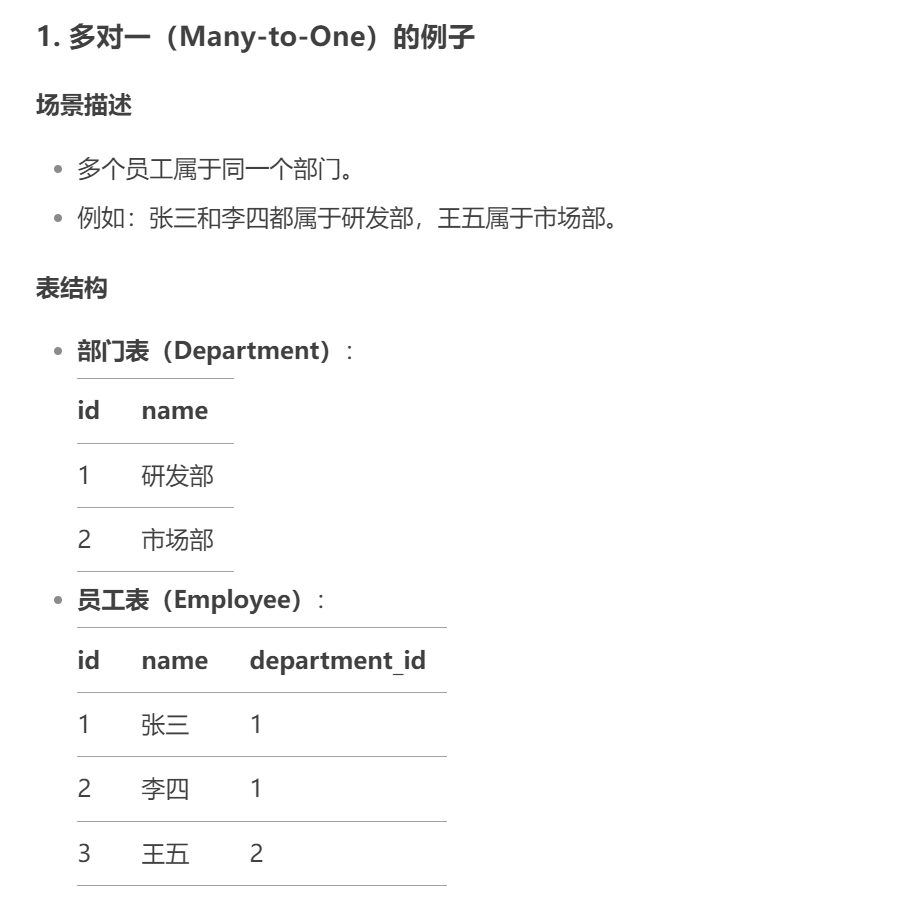 1. 多对一（Many-to-One）的例子
场景描述
多个员工属于同一个部门。
例如：张三和李四都属于研发部，王五属于市场部。
表结构
部门表（Department）：
id name
1 研发部
2 市场部
员工表（Employee）：
id name department_id
1 张三 1
2 李四 1
3 王五 2